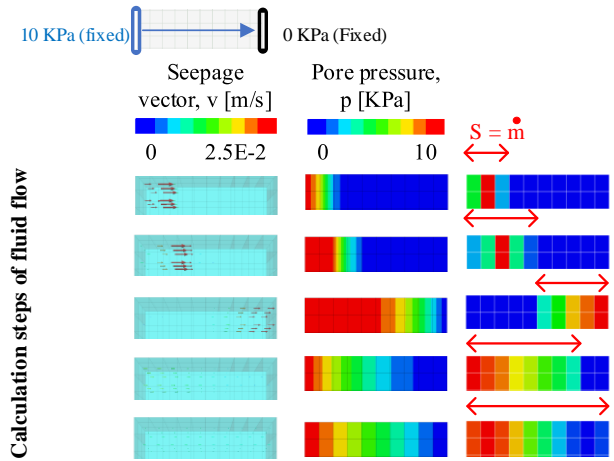 10 KPa (fixed)
0 KPa (Fixed)
Seepage
vector, v [m/s]
0 2.5E-2
Pore pressure,
p [KPa]
0 10
S = ṁ
Calculation steps of fluid flow